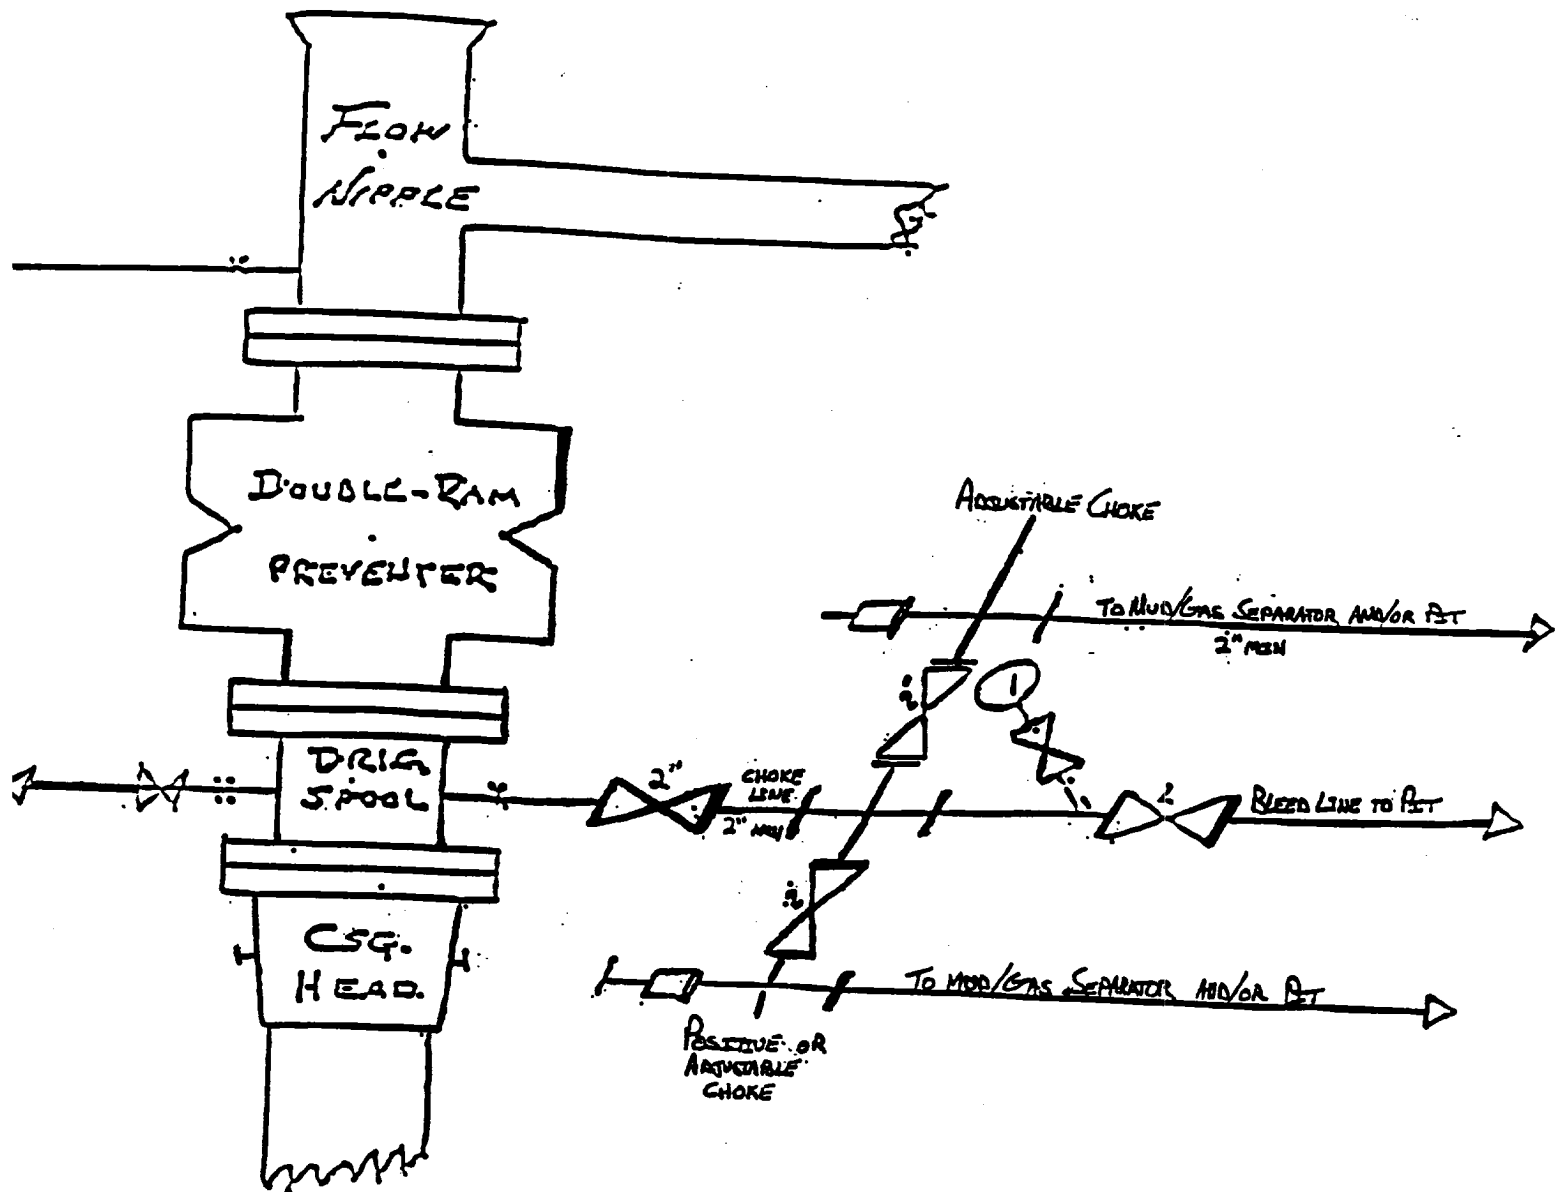 FLOW
NIPPLE
DOUBLE-RAM
PREVENTER
ADJUSTABLE CHOKE
TO MUD/GAS SEPARATOR AND/OR PIT
2" MIN
1
DRLG
SPOOL
2"
CHOKE
LINE
2" MIN
2
BLEED LINE TO PIT
CSG.
HEAD.
TO MUD/GAS SEPARATOR AND/OR PIT
POSITIVE OR
ADJUSTABLE
CHOKE